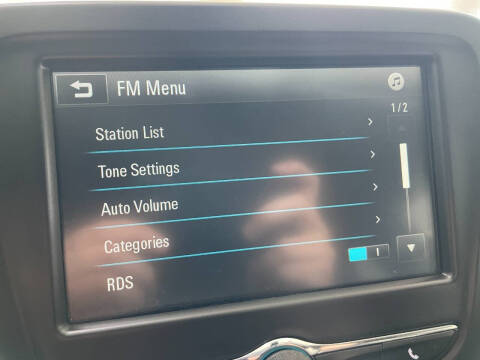 FM Menu
1/2
Station List
Tone Settings
Auto Volume
Categories
RDS
I